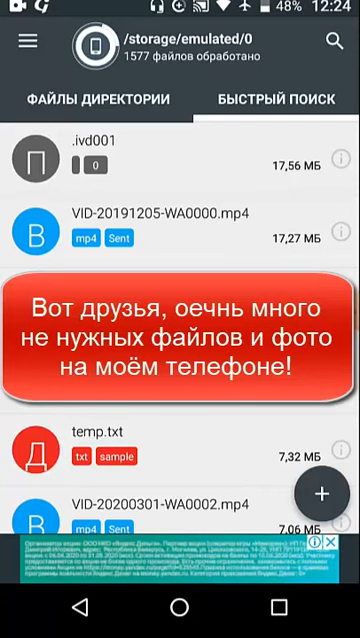 48% 12:24
/storage/emulated/0
1577 файлов обработано
ФАЙЛЫ ДИРЕКТОРИИ БЫСТРЫЙ ПОИСК
П .ivd001
0 17,56 МБ
В VID-20191205-WA0000.mp4
mp4 Sent 17,27 МБ
Вот друзья, оечнь много
не нужных файлов и фото
на моём телефоне!
Д temp.txt
txt sample 7,32 МБ
+
В VID-20200301-WA0002.mp4
mp4 Sent 7,06 МБ